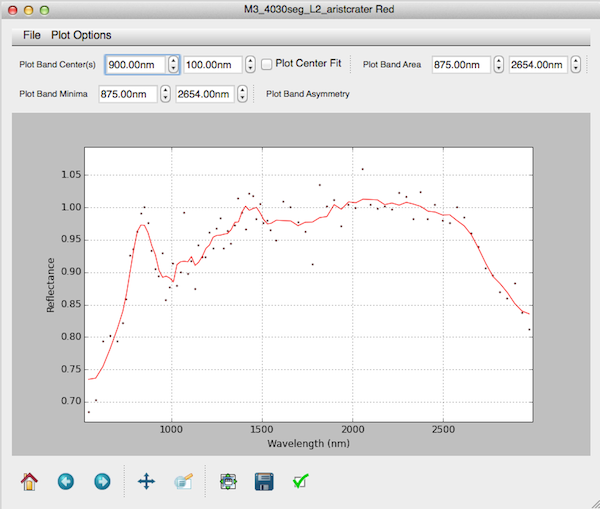 M3_4030seg_L2_aristcrater Red
File Plot Options
Plot Band Center(s) 900.00nm 100.00nm Plot Center Fit Plot Band Area 875.00nm 2654.00nm
Plot Band Minima 875.00nm 2654.00nm Plot Band Asymmetry
1.05
1.00
0.95
0.90
0.85
0.80
0.75
0.70
Reflectance
1000 1500 2000 2500
Wavelength (nm)